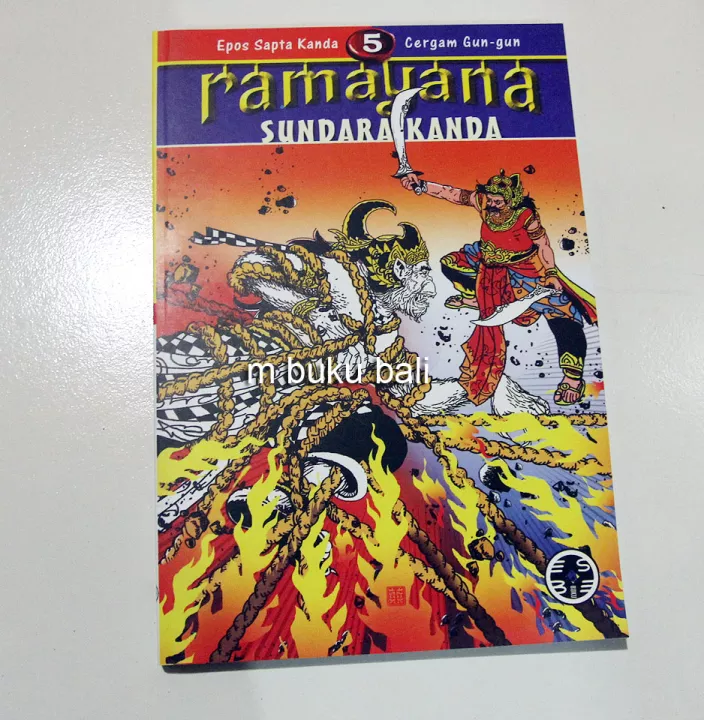 Epos Sapta Kanda 5 Cergam Gun-gun
ramayana
SUNDARA KANDA
m.buku bali